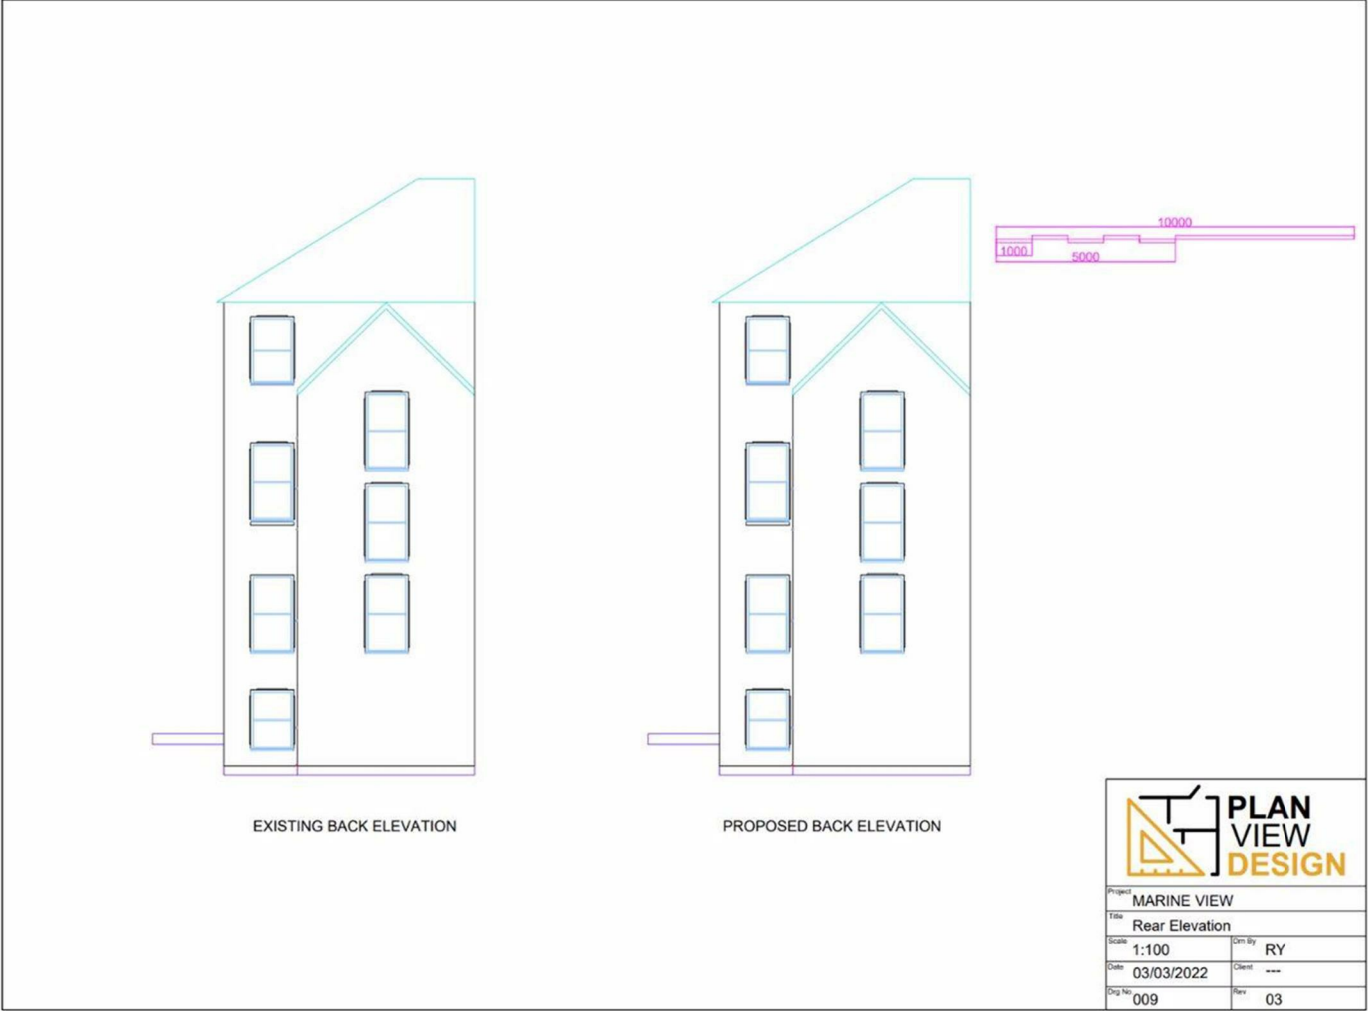 10000
1000
5000
EXISTING BACK ELEVATION
PROPOSED BACK ELEVATION
PLAN
VIEW
DESIGN
Project MARINE VIEW
Title Rear Elevation
Scale 1:100 Drn By RY
Date 03/03/2022 Client ---
Drg No 009 Rev 03